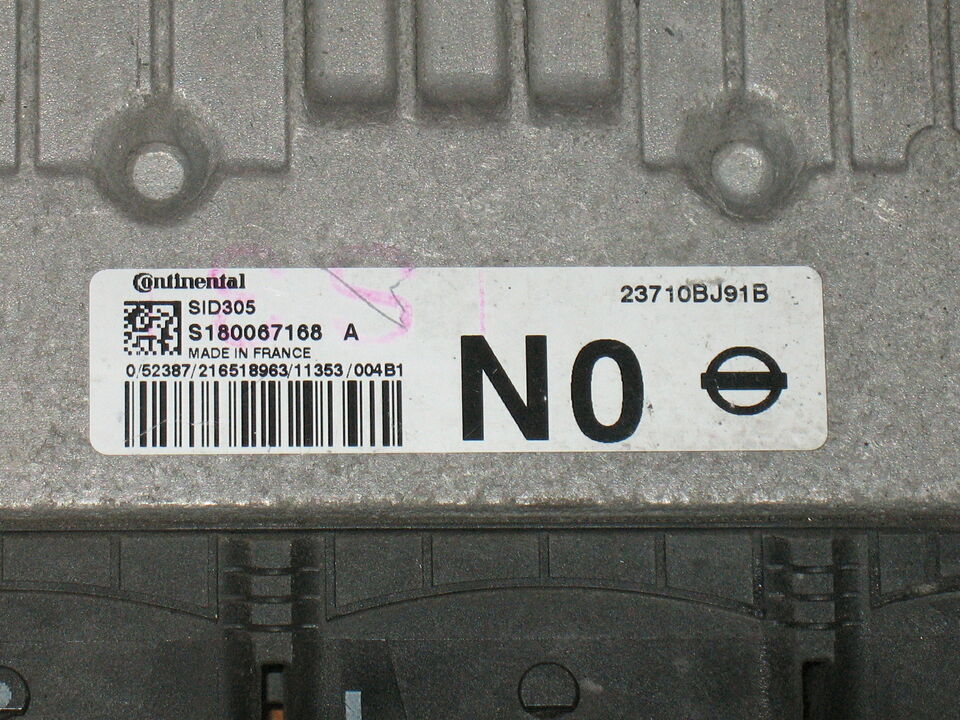 Continental
SID305
S180067168 A
MADE IN FRANCE
0/52387/216518963/11353/004B1
23710BJ91B
N0